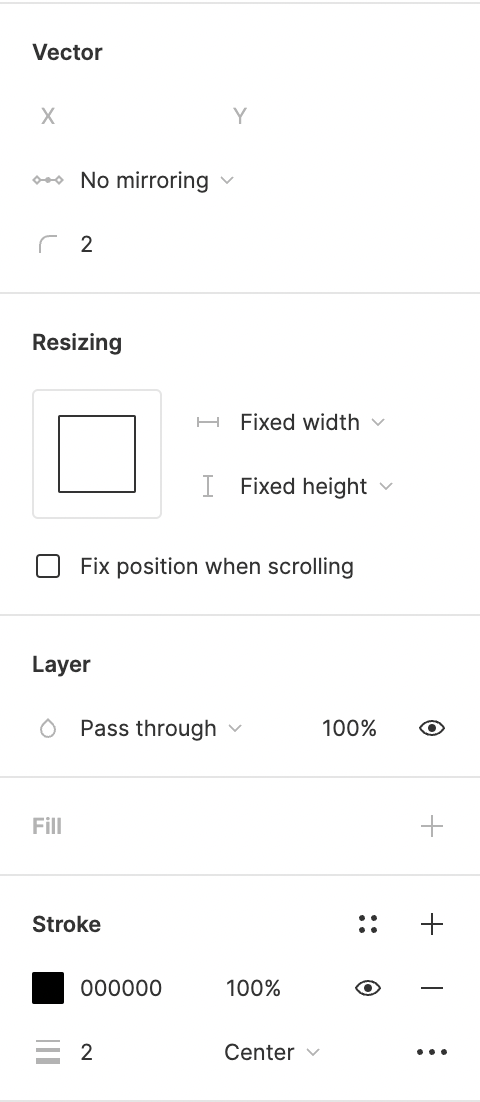 Vector
X Y
No mirroring
2
Resizing
Fixed width
Fixed height
Fix position when scrolling
Layer
Pass through 100%
Fill
Stroke
000000 100%
2 Center